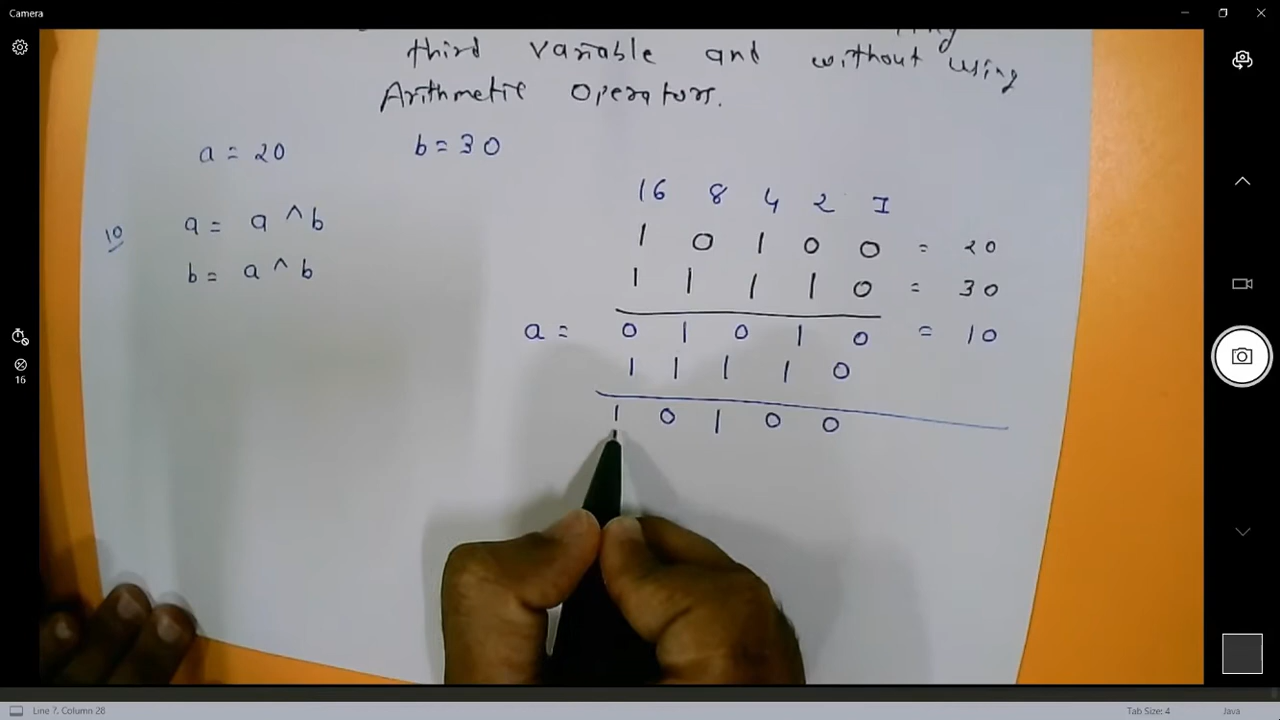 Camera
third variable and without using
Arithmetic Operators.
a = 20 b = 30
16 8 4 2 1
10 a = a ^ b
1 0 1 0 0 = 20
b = a ^ b
1 1 1 1 0 = 30
a = 0 1 0 1 0 = 10
1 1 1 1 0
16
1 0 1 0 0
Line 7, Column 28 Tab Size: 4 Java